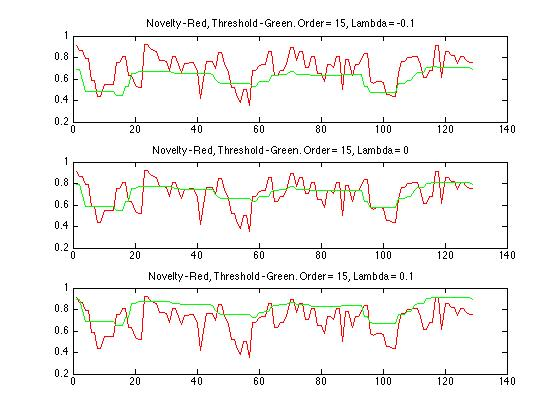 Novelty-Red, Threshold-Green. Order= 15, Lambda= -0.1
1
0.8
0.6
0.4
0.2
0 20 40 60 80 100 120 140
Novelty-Red, Threshold-Green. Order= 15, Lambda= 0
1
0.8
0.6
0.4
0.2
0 20 40 60 80 100 120 140
Novelty-Red, Threshold-Green. Order= 15, Lambda= 0.1
1
0.8
0.6
0.4
0.2
0 20 40 60 80 100 120 140